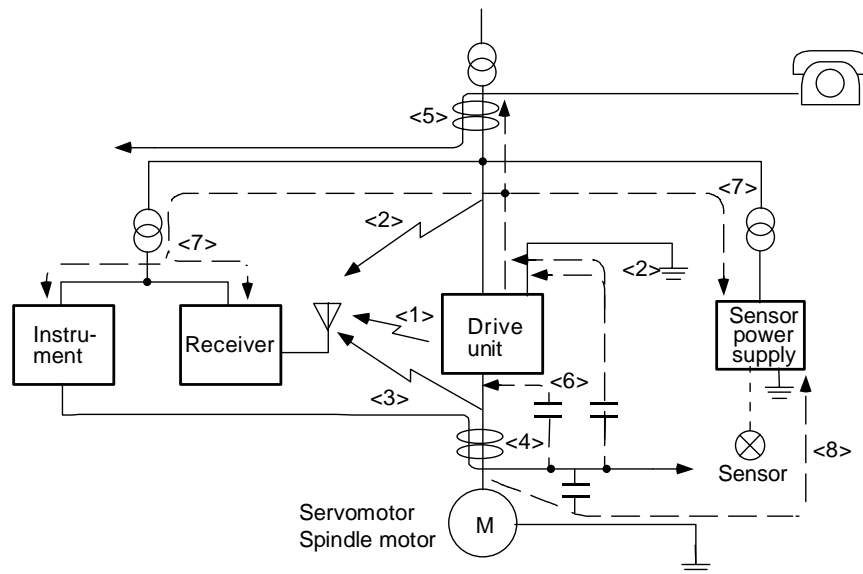 <5>
<7>
<2>
<7>
<2>
<1>
Instru-
ment
Receiver
Drive
unit
Sensor
power
supply
<3>
<6>
<4>
<8>
Sensor
Servomotor
Spindle motor
M